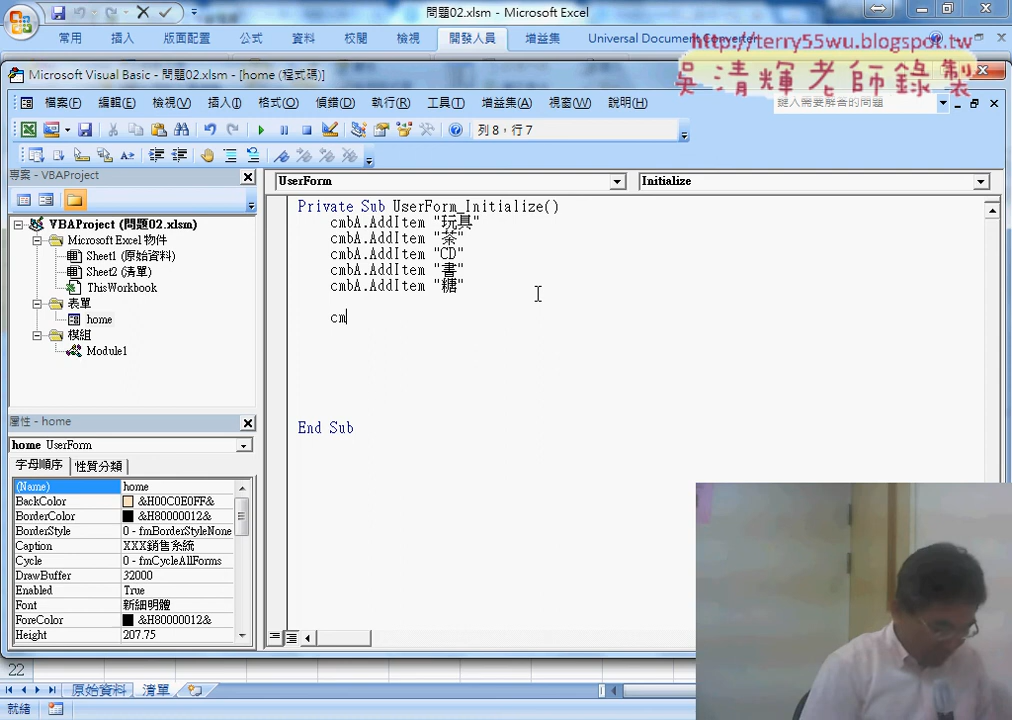 問題02.xlsm - Microsoft Excel
常用 插入 版面配置 公式 資料 校閱 檢視 開發人員 增益集 Universal Document Converter
http://terry55wu.blogspot.tw
吳清輝老師錄製
Microsoft Visual Basic - 問題02.xlsm - [home (程式碼)]
檔案(F) 編輯(E) 檢視(V) 插入(I) 格式(O) 偵錯(D) 執行(R) 工具(T) 增益集(A) 視窗(W) 說明(H)
鍵入需要解答的問題
列 8，行 7
專案 - VBAProject
UserForm
Initialize
VBAProject (問題02.xlsm)
Microsoft Excel 物件
Sheet1 (原始資料)
Sheet2 (清單)
ThisWorkbook
表單
home
模組
Module1
Private Sub UserForm_Initialize()
cmbA.AddItem "玩具"
cmbA.AddItem "茶"
cmbA.AddItem "CD"
cmbA.AddItem "書"
cmbA.AddItem "糖"
cm
End Sub
屬性 - home
home UserForm
字母順序 性質分類
(Name) home
BackColor &H00C0E0FF&
BorderColor &H80000012&
BorderStyle 0 - fmBorderStyleNone
Caption XXX銷售系統
Cycle 0 - fmCycleAllForms
DrawBuffer 32000
Enabled True
Font 新細明體
ForeColor &H80000012&
Height 207.75
22
原始資料 清單
就緒